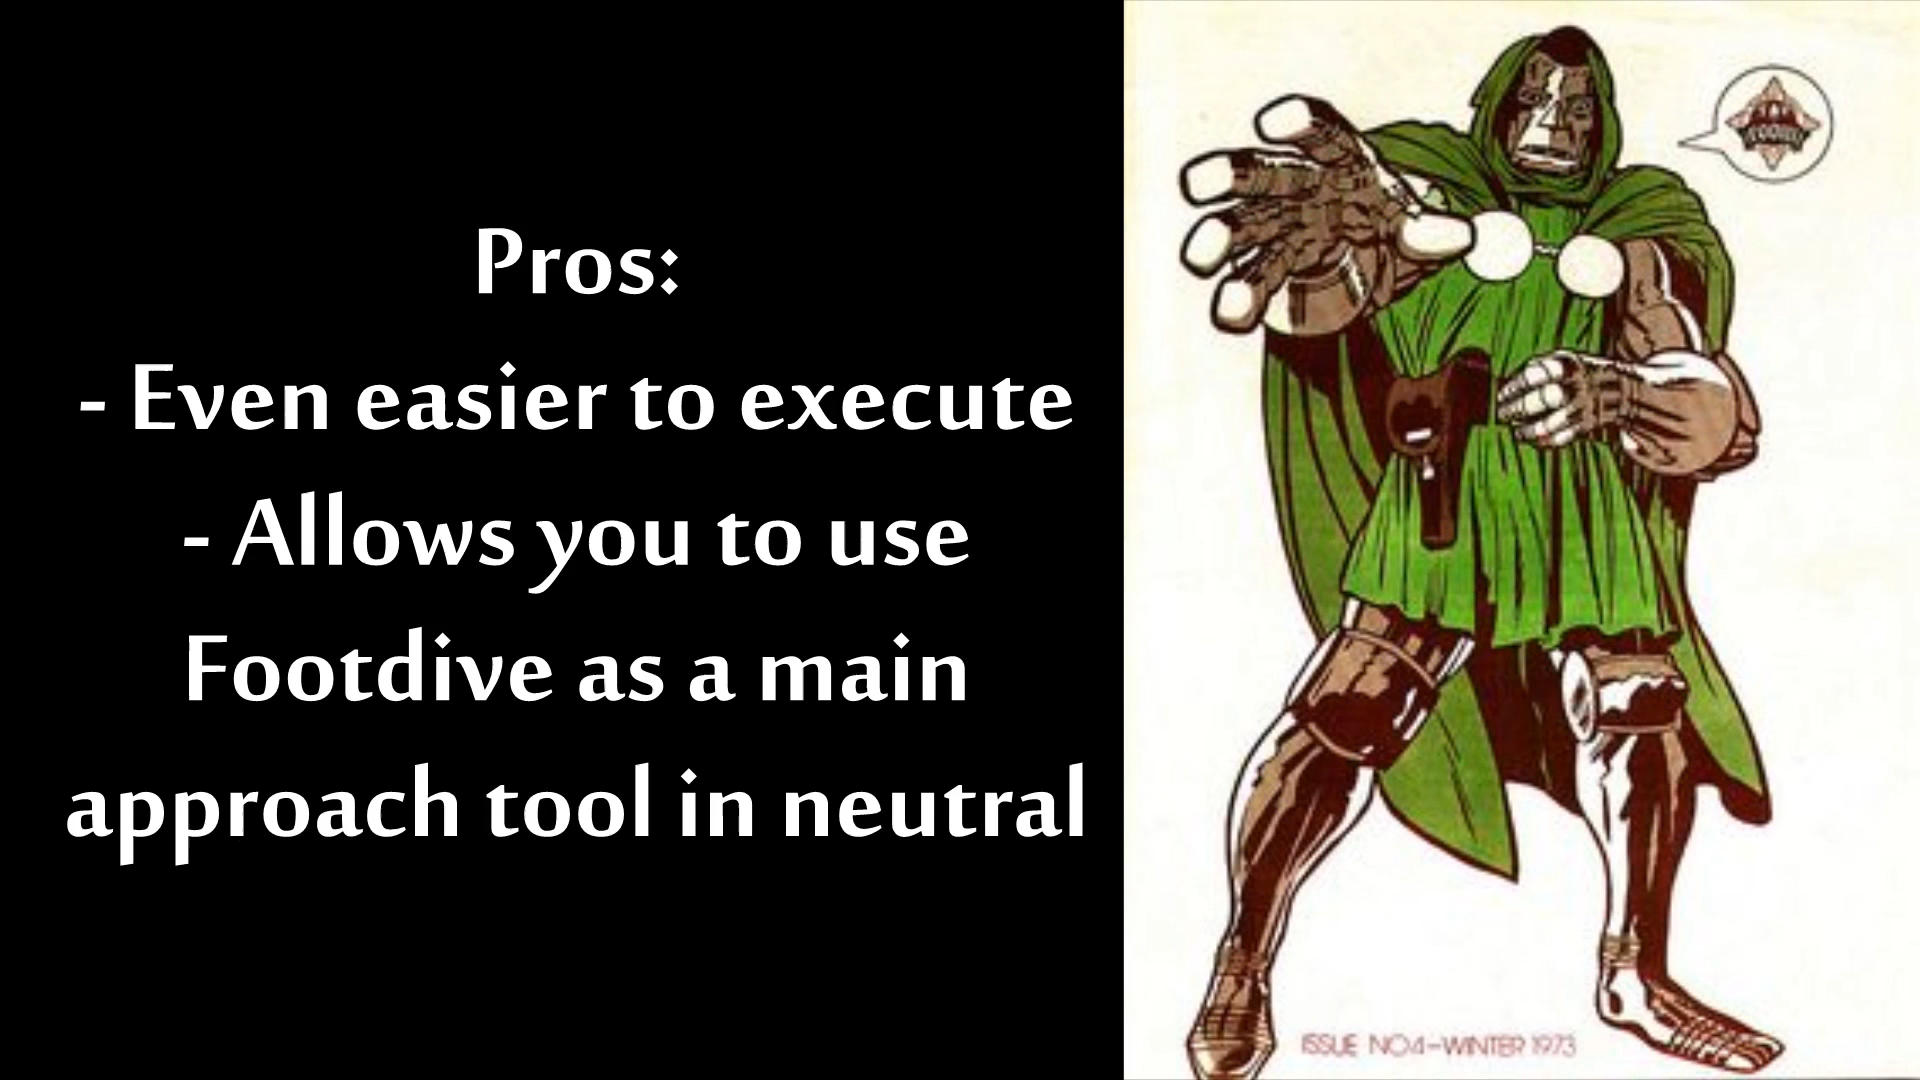 Pros:
- Even easier to execute
- Allows you to use
Footdive as a main
approach tool in neutral
ISSUE NO4-WINTER 1973